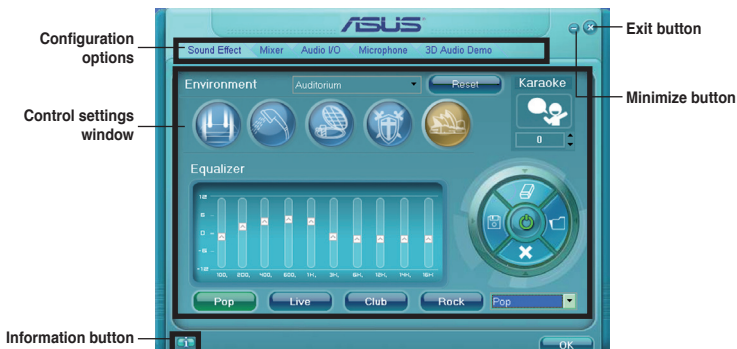 ASUS
Configuration options
Sound Effect Mixer Audio I/O Microphone 3D Audio Demo
Exit button
Minimize button
Control settings window
Environment Auditorium Reset Karaoke
0
Equalizer
12
6
0
-6
-12
100, 200, 400, 600, 1K, 3K, 6K, 12K, 14K, 16K
Pop Live Club Rock Pop
Information button
i
OK